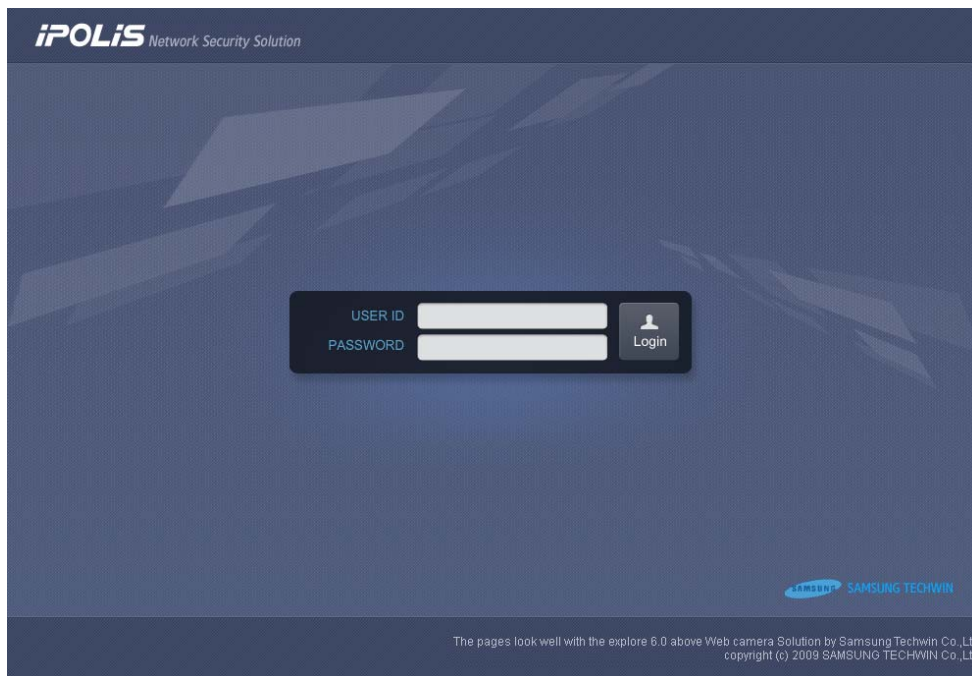 iPOLiS Network Security Solution
USER ID
PASSWORD
Login
SAMSUNG SAMSUNG TECHWIN
The pages look well with the explore 6.0 above Web camera Solution by Samsung Techwin Co.,Lt
copyright (c) 2009 SAMSUNG TECHWIN Co.,Lt